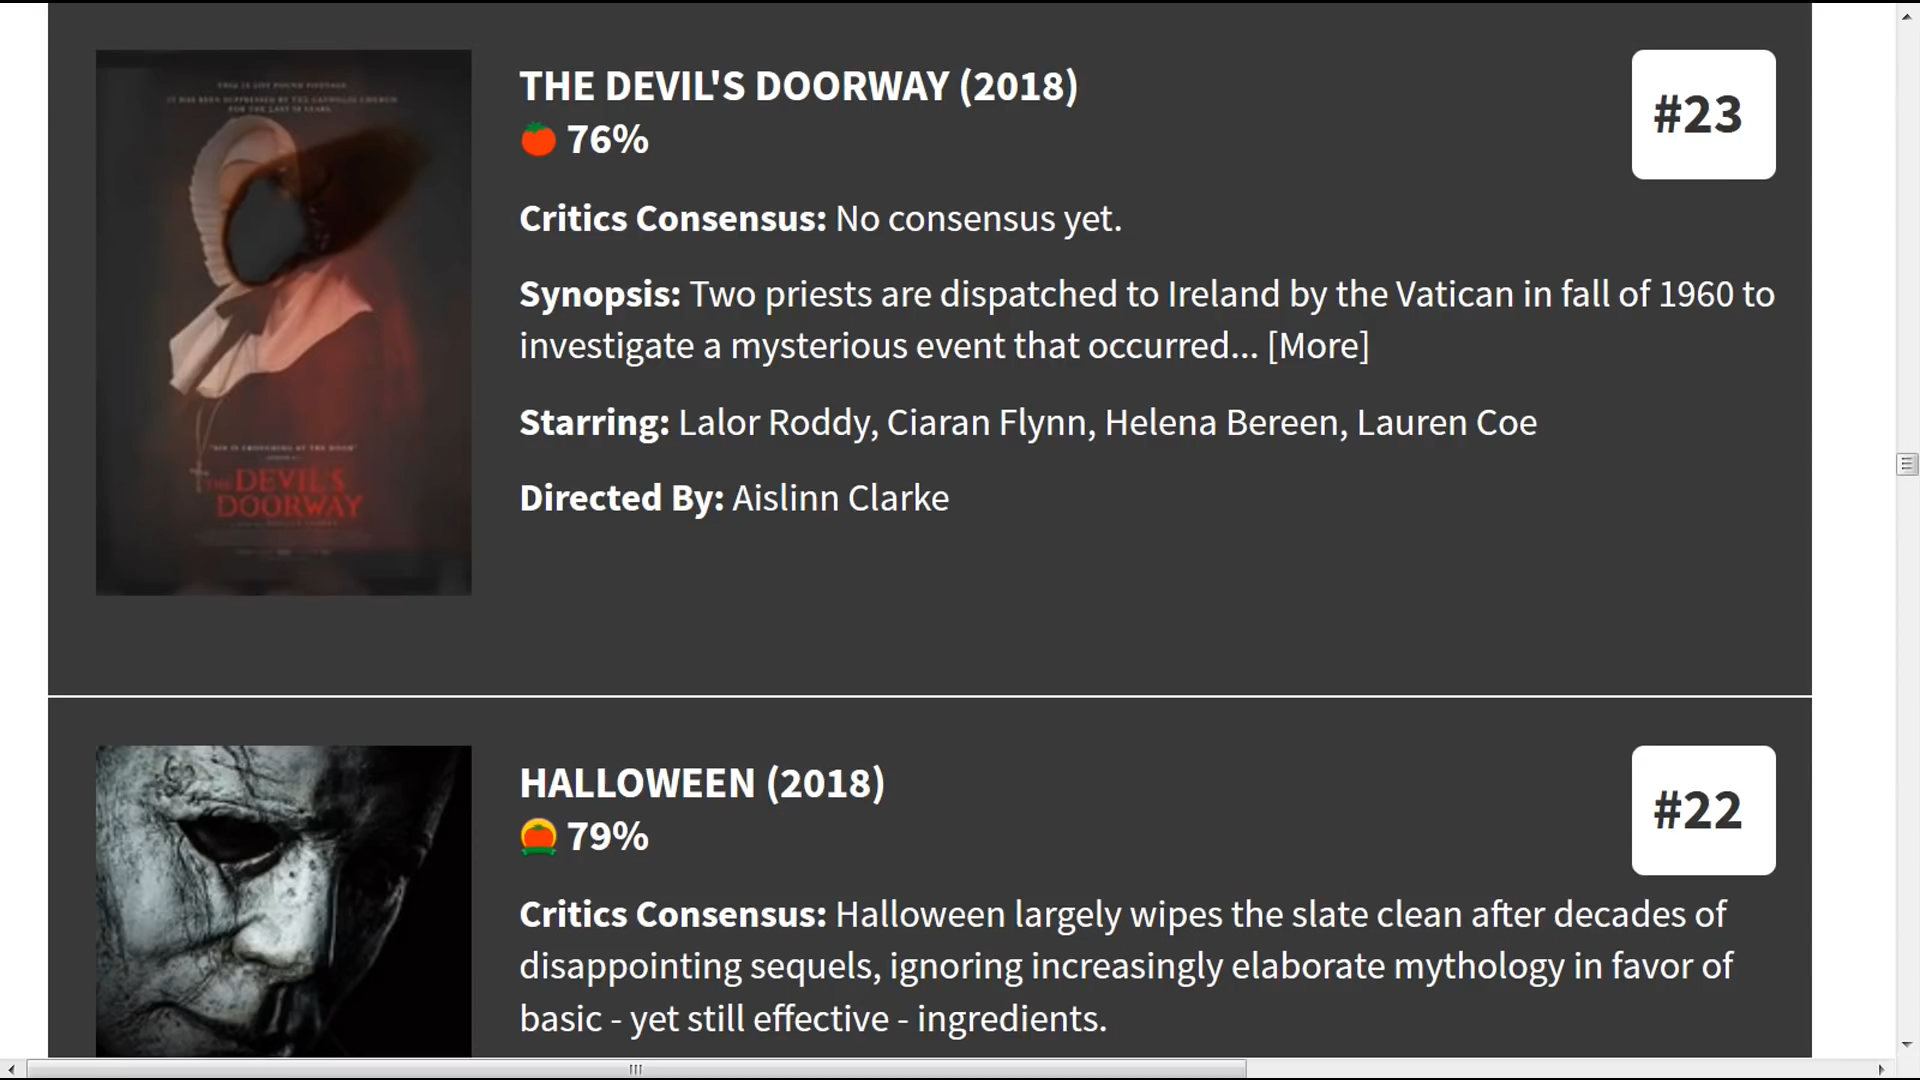 THE DEVIL'S DOORWAY (2018)
#23
76%
Critics Consensus: No consensus yet.
Synopsis: Two priests are dispatched to Ireland by the Vatican in fall of 1960 to
investigate a mysterious event that occurred... [More]
Starring: Lalor Roddy, Ciaran Flynn, Helena Bereen, Lauren Coe
Directed By: Aislinn Clarke
THE DEVIL'S
DOORWAY
HALLOWEEN (2018)
#22
79%
Critics Consensus: Halloween largely wipes the slate clean after decades of
disappointing sequels, ignoring increasingly elaborate mythology in favor of
basic - yet still effective - ingredients.